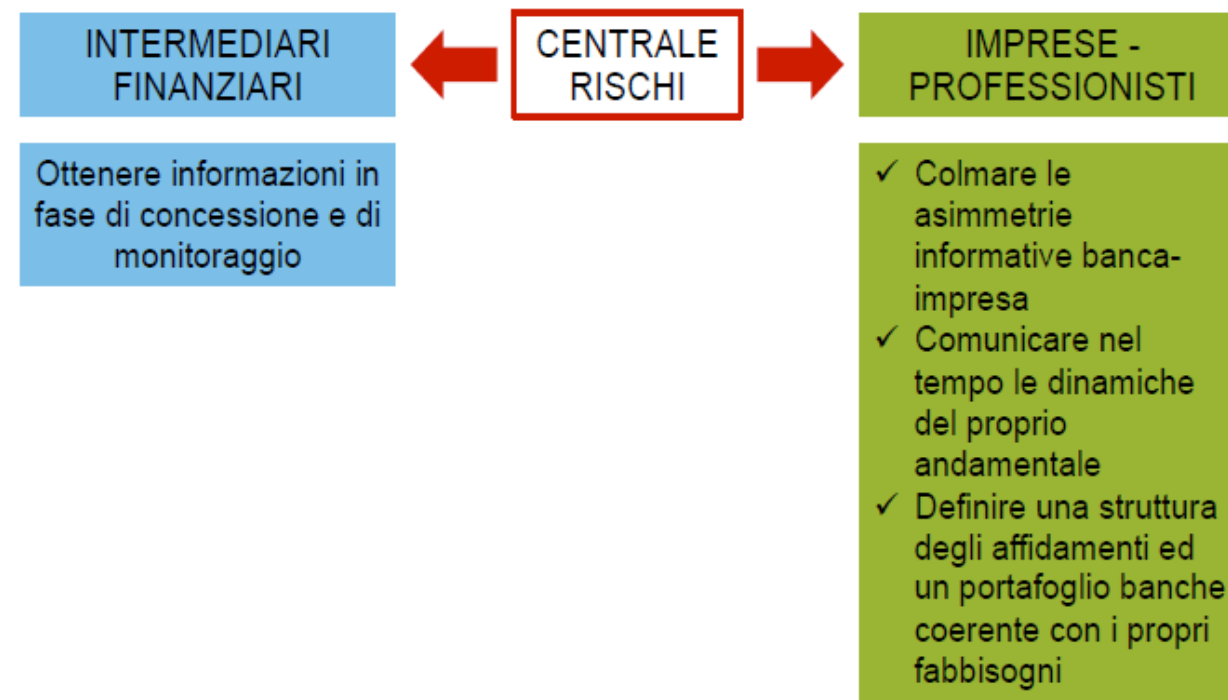 INTERMEDIARI
FINANZIARI
CENTRALE
RISCHI
IMPRESE -
PROFESSIONISTI
Ottenere informazioni in
fase di concessione e di
monitoraggio
✓ Colmare le
asimmetrie
informative banca-
impresa
✓ Comunicare nel
tempo le dinamiche
del proprio
andamentale
✓ Definire una struttura
degli affidamenti ed
un portafoglio banche
coerente con i propri
fabbisogni